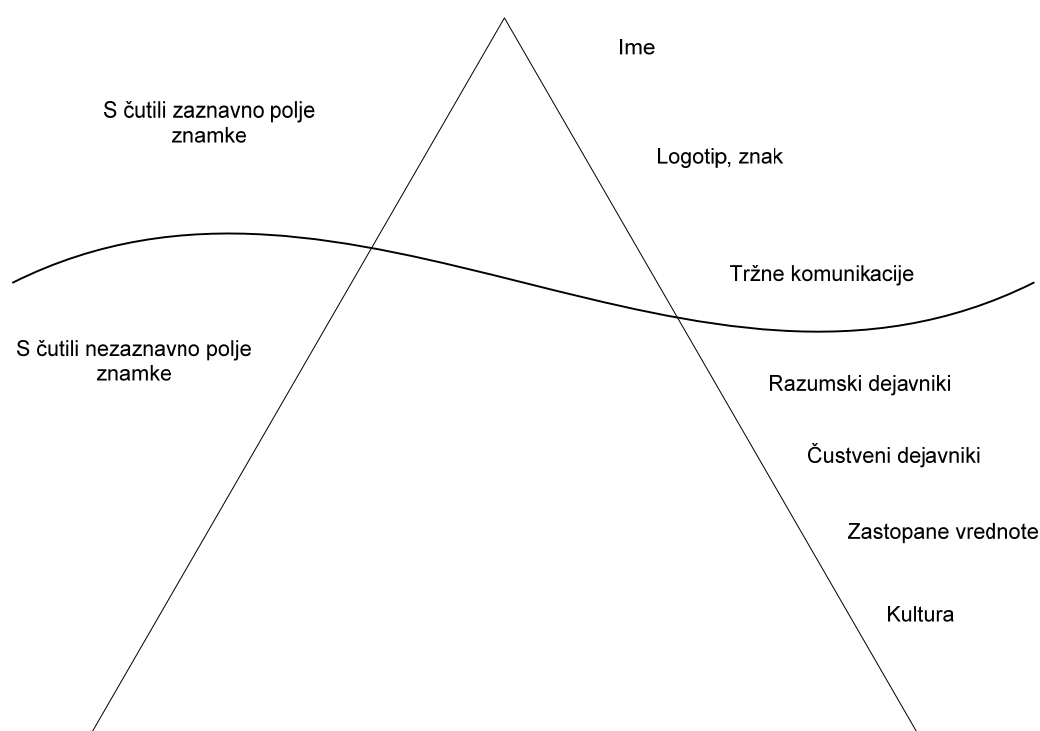 Ime
S čutili zaznavno polje
znamke
Logotip, znak
Tržne komunikacije
S čutili nezaznavno polje
znamke
Razumski dejavniki
Čustveni dejavniki
Zastopane vrednote
Kultura